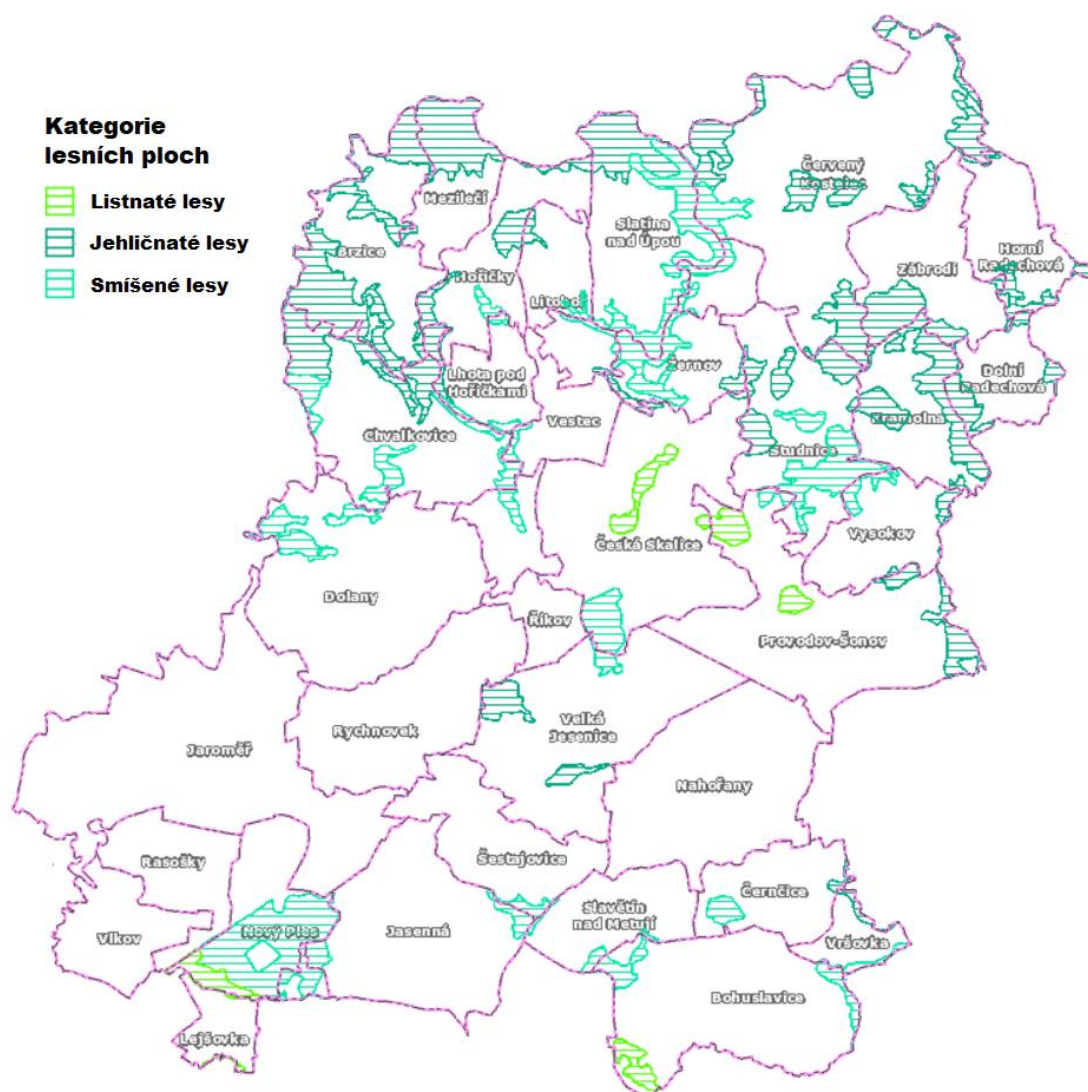 Kategorie
lesních ploch
Listnaté lesy
Jehličnaté lesy
Smíšené lesy
Červený
Kostelec
Mezilečí
Slatina
nad Úpou
Brzice
Horní
Radechová
Zábrodí
Hořičky
Litoboř
Žernov
Dolní
Radechová
Lhota pod
Hořičkami
Kramolna
Vestec
Chvalkovice
Studnice
Vysokov
Česká Skalice
Dolany
Říkov
Provodov-Šonov
Rychnovek
Velká
Jesenice
Jaroměř
Nahořany
Rasošky
Šestajovice
Černčice
Slavětín
nad Metují
Vlkov
Nový Ples
Jasenná
Vršovka
Bohuslavice
Lejšovka